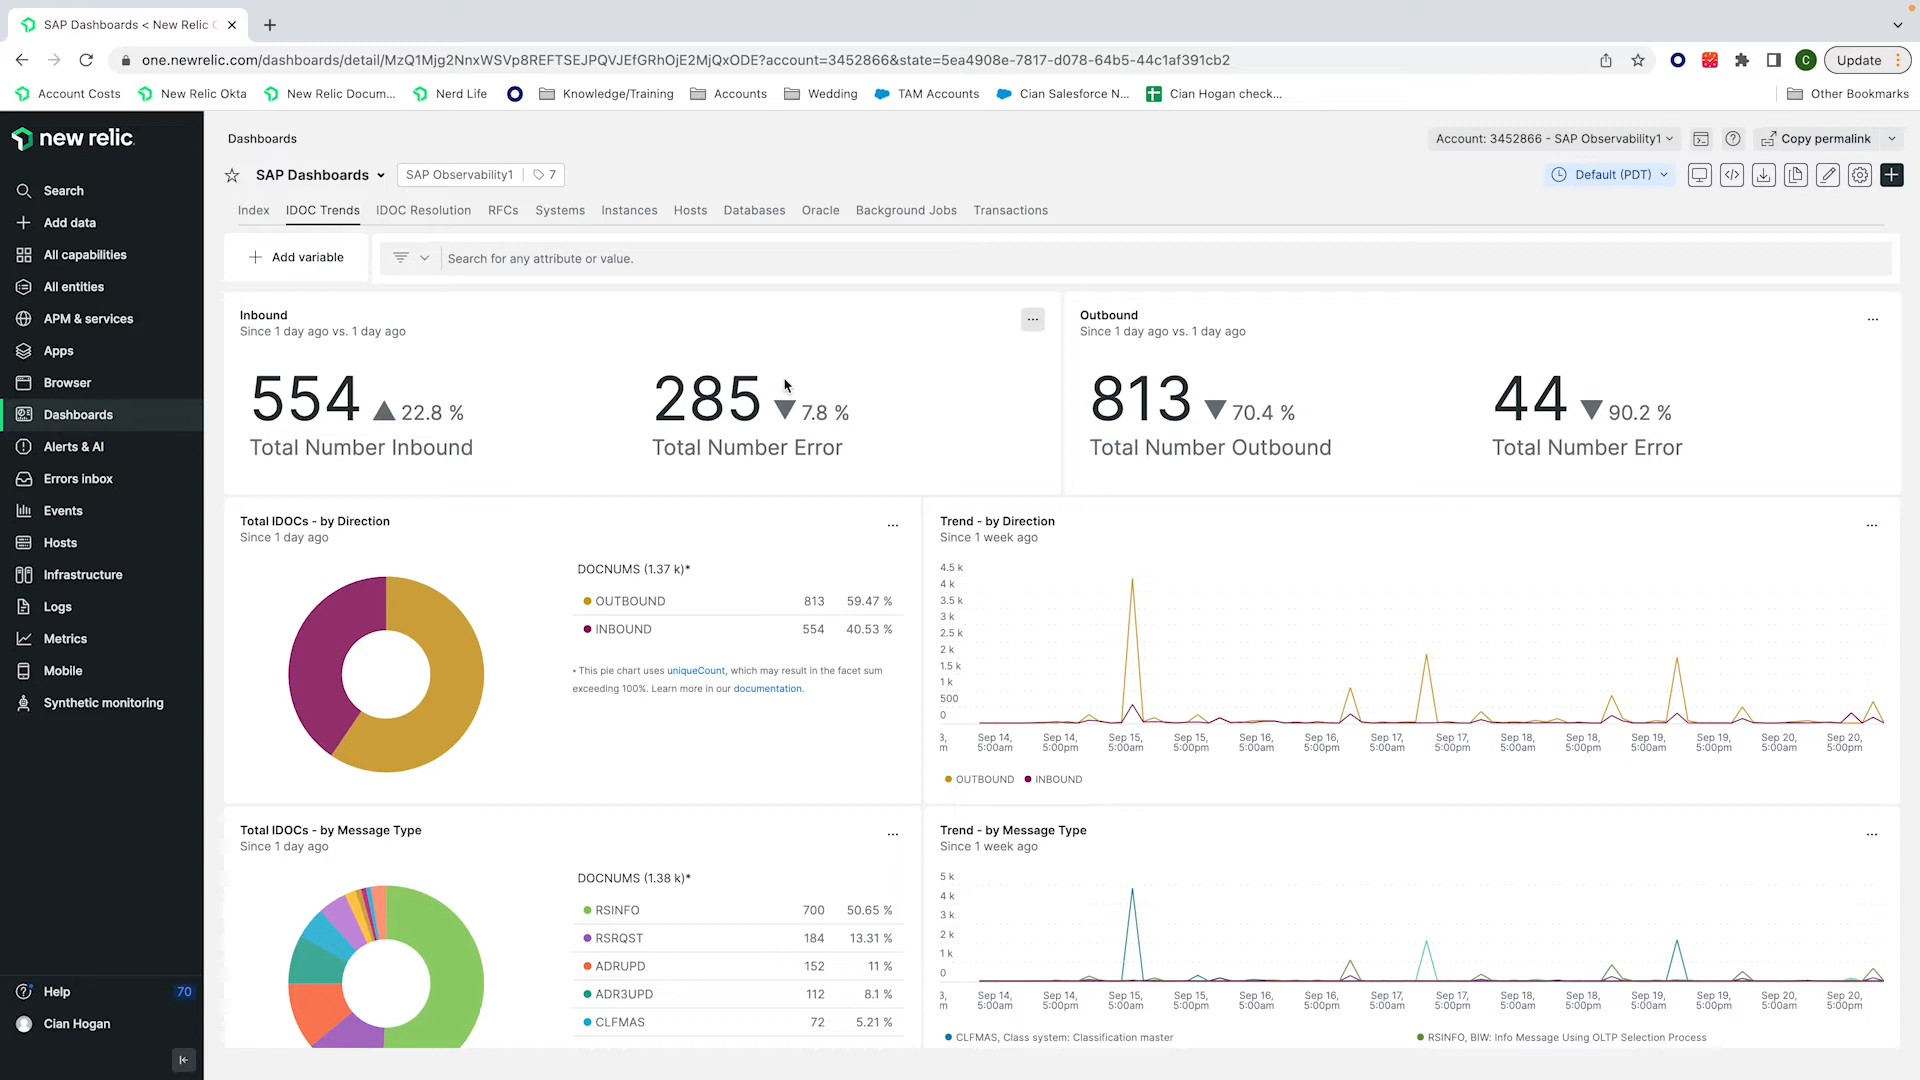 SAP Dashboards < New Relic
one.newrelic.com/dashboards/detail/MzQ1Mjg2NnxWSVp8REFTSEJPQVJEfGRhOjE2MjQxODE?account=3452866&state=5ea4908e-7817-d078-64b5-44c1af391cb2
C
Update
Account Costs
New Relic Okta
New Relic Docum...
Nerd Life
Knowledge/Training
Accounts
Wedding
TAM Accounts
Cian Salesforce N...
Cian Hogan check...
Other Bookmarks
new relic
Search
Add data
All capabilities
All entities
APM & services
Apps
Browser
Dashboards
Alerts & AI
Errors inbox
Events
Hosts
Infrastructure
Logs
Metrics
Mobile
Synthetic monitoring
Help 70
Cian Hogan
Dashboards
Account: 3452866 - SAP Observability1
Copy permalink
SAP Dashboards
SAP Observability1 7
Default (PDT)
Index IDOC Trends IDOC Resolution RFCs Systems Instances Hosts Databases Oracle Background Jobs Transactions
Add variable
Search for any attribute or value.
Inbound
Since 1 day ago vs. 1 day ago
554 22.8 %
Total Number Inbound
285 7.8 %
Total Number Error
Outbound
Since 1 day ago vs. 1 day ago
813 70.4 %
Total Number Outbound
44 90.2 %
Total Number Error
Total IDOCs - by Direction
Since 1 day ago
DOCNUMS (1.37 k)*
OUTBOUND 813 59.47 %
INBOUND 554 40.53 %
* This pie chart uses uniqueCount, which may result in the facet sum
exceeding 100%. Learn more in our documentation.
Trend - by Direction
Since 1 week ago
4.5 k
4 k
3.5 k
3 k
2.5 k
2 k
1.5 k
1 k
500
0
3, Sep 14, Sep 14, Sep 15, Sep 15, Sep 16, Sep 16, Sep 17, Sep 17, Sep 18, Sep 18, Sep 19, Sep 19, Sep 20, Sep 20,
m 5:00am 5:00pm 5:00am 5:00pm 5:00am 5:00pm 5:00am 5:00pm 5:00am 5:00pm 5:00am 5:00pm 5:00am 5:00pm
OUTBOUND INBOUND
Total IDOCs - by Message Type
Since 1 day ago
DOCNUMS (1.38 k)*
RSINFO 700 50.65 %
RSRQST 184 13.31 %
ADRUPD 152 11 %
ADR3UPD 112 8.1 %
CLFMAS 72 5.21 %
Trend - by Message Type
Since 1 week ago
5 k
4 k
3 k
2 k
1 k
0
3, Sep 14, Sep 14, Sep 15, Sep 15, Sep 16, Sep 16, Sep 17, Sep 17, Sep 18, Sep 18, Sep 19, Sep 19, Sep 20, Sep 20,
m 5:00am 5:00pm 5:00am 5:00pm 5:00am 5:00pm 5:00am 5:00pm 5:00am 5:00pm 5:00am 5:00pm 5:00am 5:00pm
CLFMAS, Class system: Classification master
RSINFO, BIW: Info Message Using OLTP Selection Process